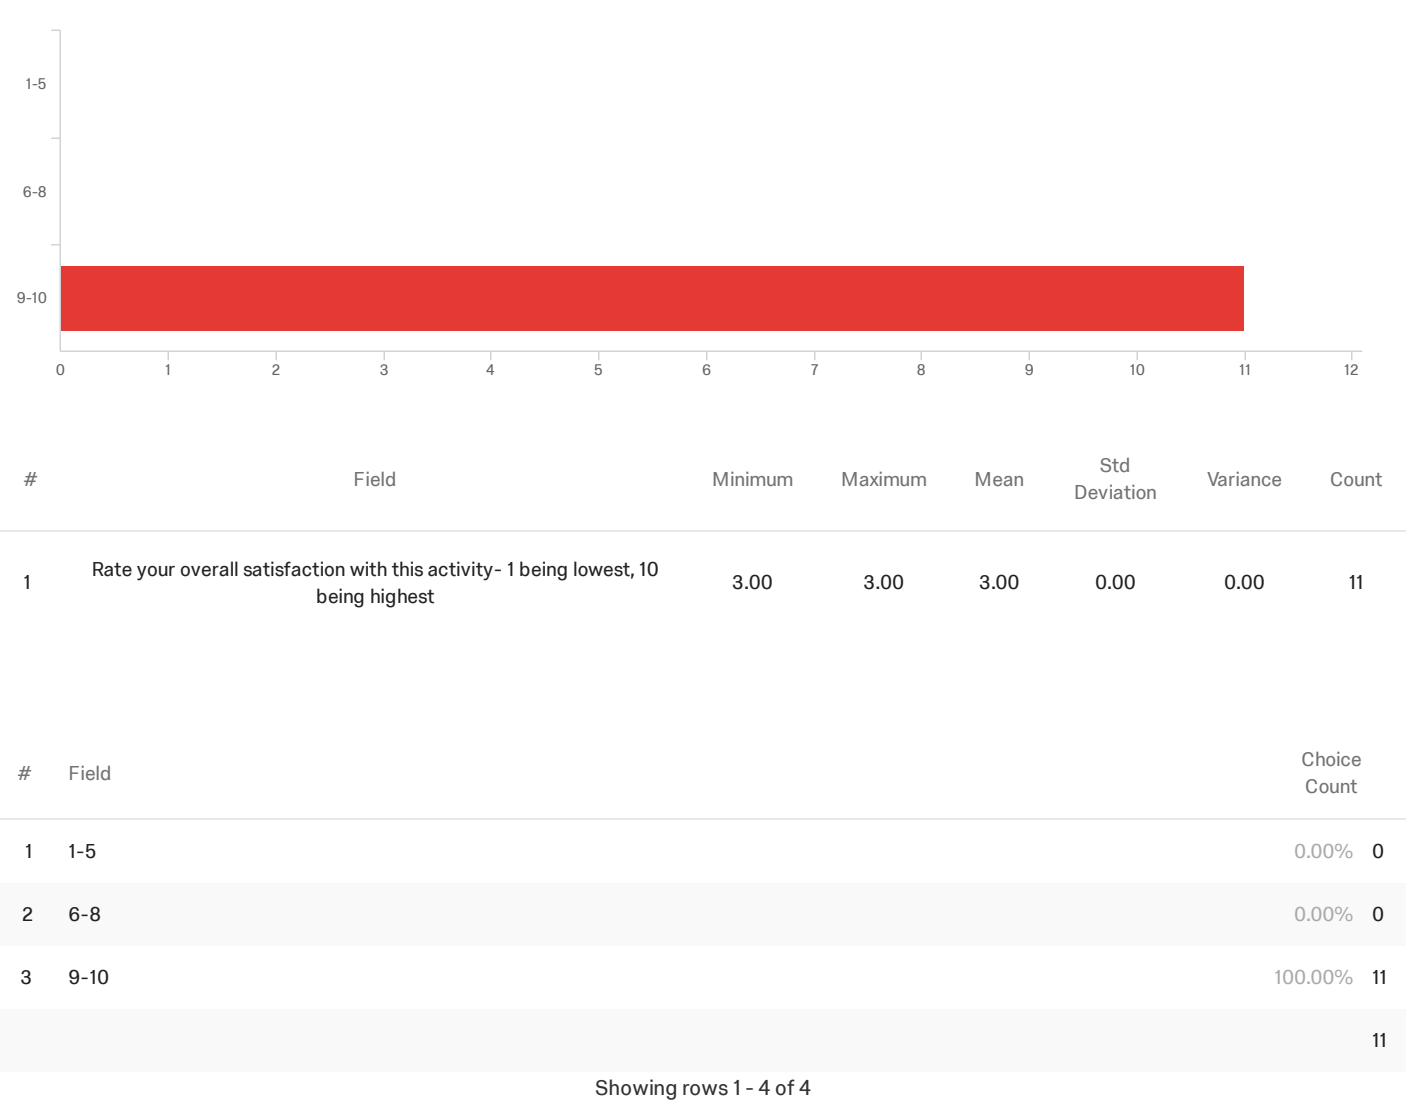 1-5
6-8
9-10
0 1 2 3 4 5 6 7 8 9 10 11 12
# Field Minimum Maximum Mean Std Deviation Variance Count
1 Rate your overall satisfaction with this activity- 1 being lowest, 10 being highest 3.00 3.00 3.00 0.00 0.00 11
# Field Choice Count
1 1-5 0.00% 0
2 6-8 0.00% 0
3 9-10 100.00% 11
11
Showing rows 1 - 4 of 4